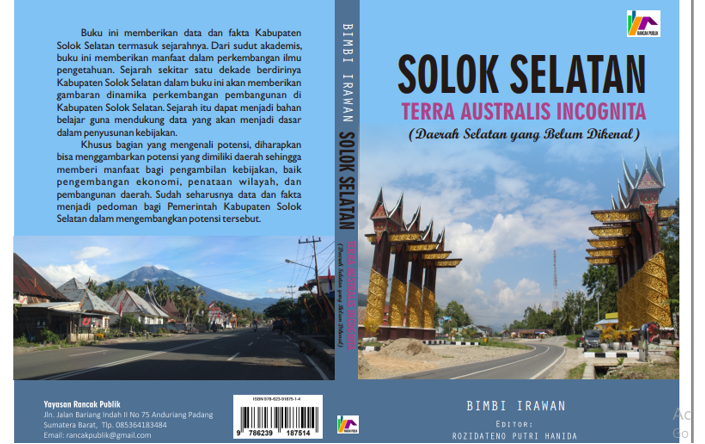 Buku ini memberikan data dan fakta Kabupaten
Solok Selatan termasuk sejarahnya. Dari sudut akademis,
buku ini memberikan manfaat dalam perkembangan ilmu
pengetahuan. Sejarah sekitar satu dekade berdirinya
Kabupaten Solok Selatan dalam buku ini akan memberikan
gambaran dinamika perkembangan pembangunan di
Kabupaten Solok Selatan. Sejarah itu dapat menjadi bahan
belajar guna mendukung data yang akan menjadi dasar
dalam penyusunan kebijakan.
Khusus bagian yang mengenali potensi, diharapkan
bisa menggambarkan potensi yang dimiliki daerah sehingga
memberi manfaat bagi pengambilan kebijakan, baik
pengembangan ekonomi, penataan wilayah, dan
pembangunan daerah. Sudah seharusnya data dan fakta
menjadi pedoman bagi Pemerintah Kabupaten Solok
Selatan dalam mengembangkan potensi tersebut.
Yayasan Rancak Publik
Jln. Jalan Bariang Indah II No 75 Anduriang Padang
Sumatera Barat, Tlp. 085364183484
Email: rancakpublik@gmail.com
ISBN 978-623-91875-1-4
9 786239 187514
BIMBI IRAWAN
SOLOK SELATAN
TERRA AUSTRALIS INCOGNITA
(Daerah Selatan yang Belum Dikenal)
RANCAK PUBLIK
RANCAK PUBLIK
SOLOK SELATAN
TERRA AUSTRALIS INCOGNITA
(Daerah Selatan yang Belum Dikenal)
BIMBI IRAWAN
EDITOR:
ROZIDATENO PUTRI HANIDA